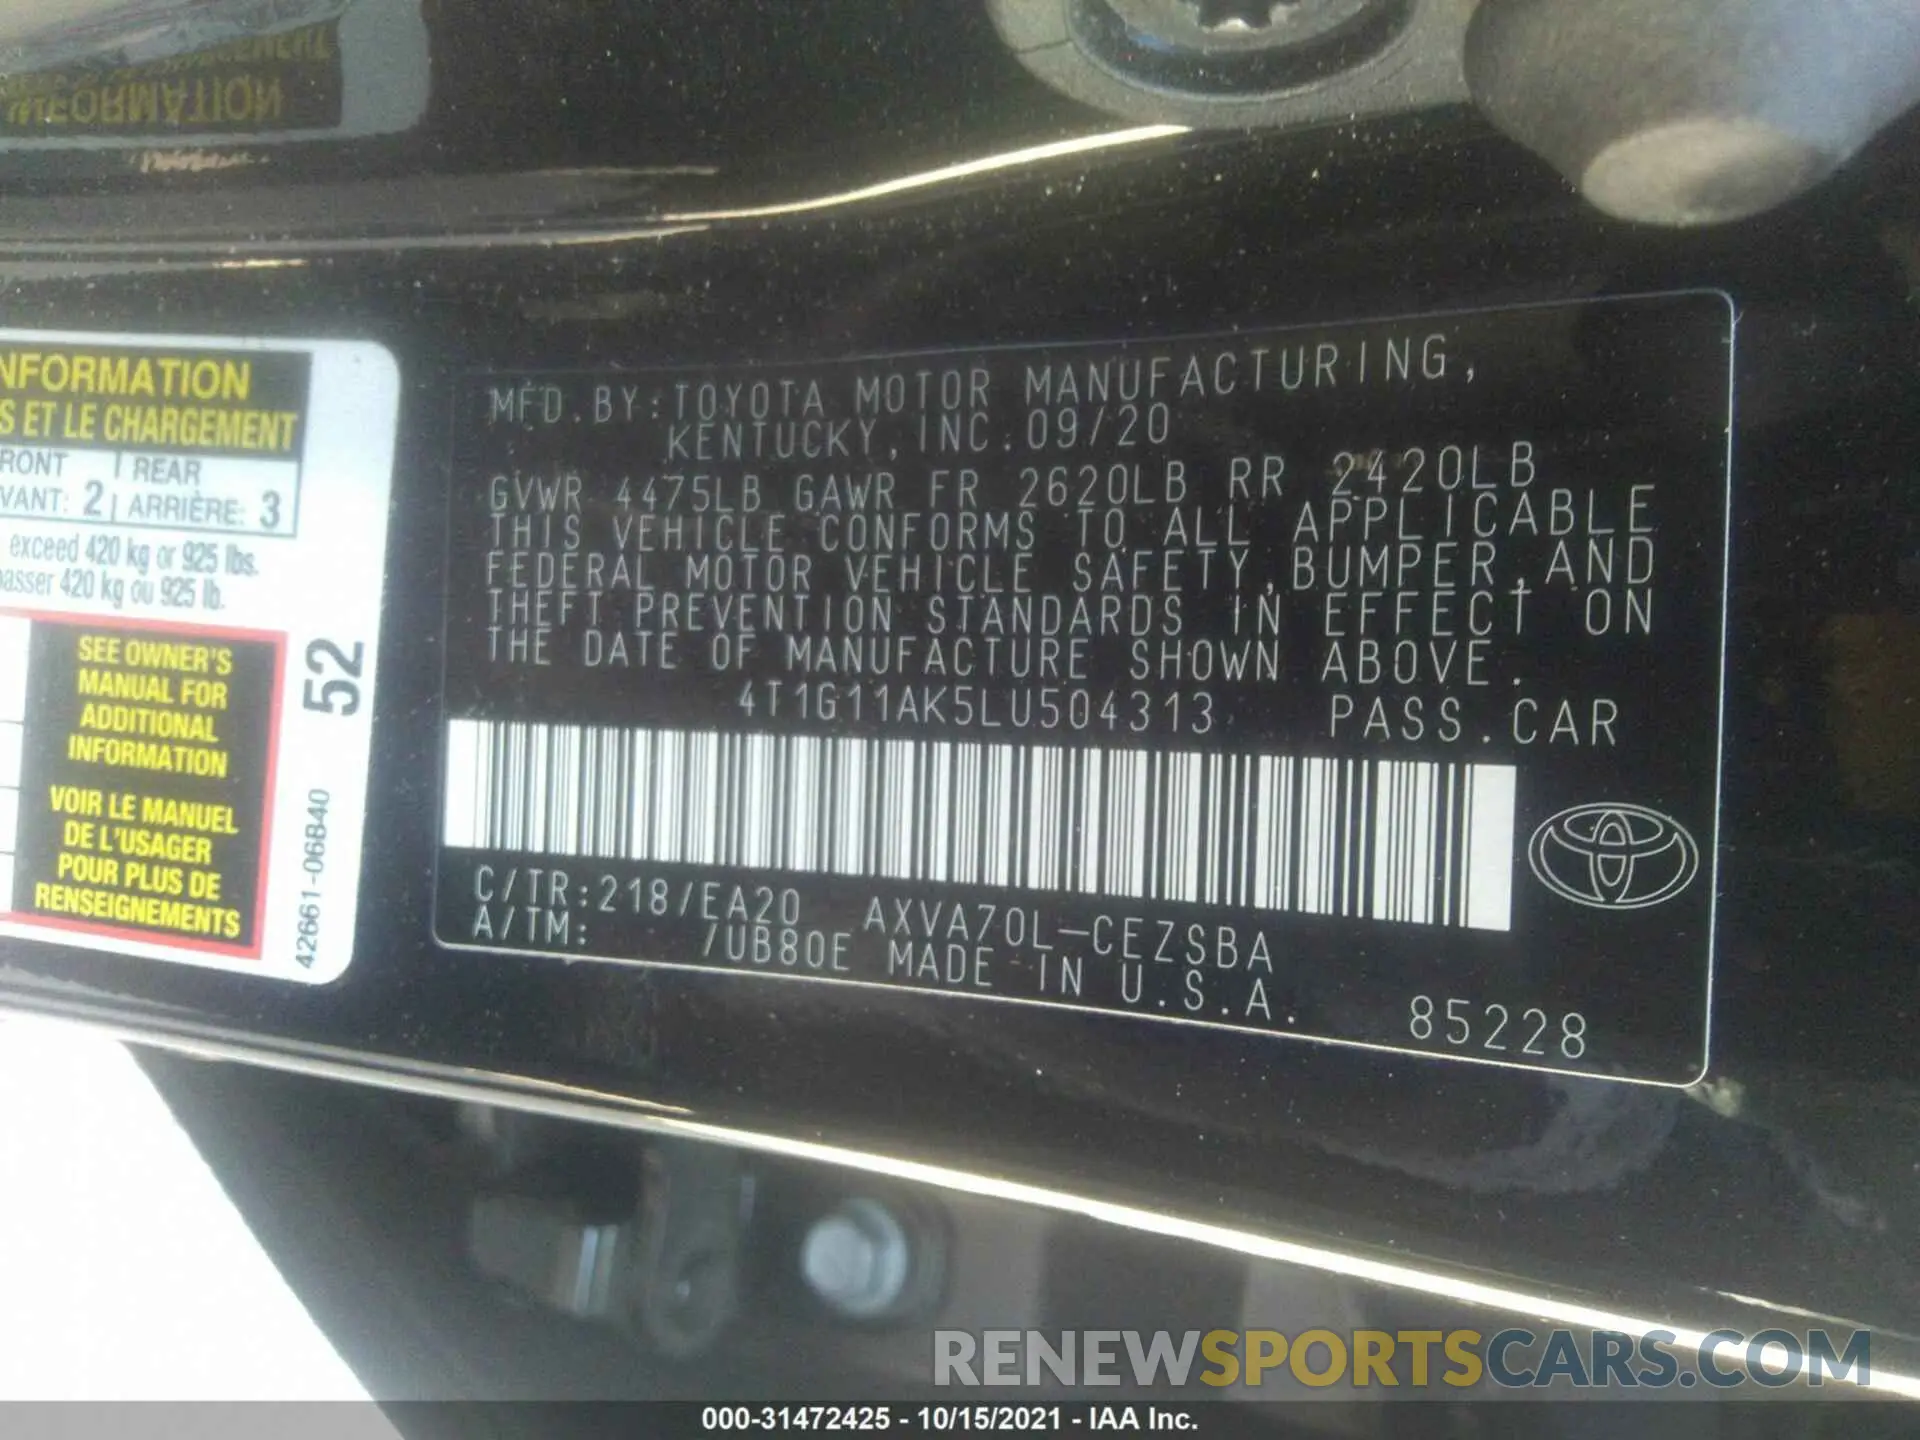 INFORMATION
NFORMATION
S ET LE CHARGEMENT
RONT | REAR
VANT: 2 | ARRIÈRE: 3
exceed 420 kg or 925 lbs.
passer 420 kg ou 925 lb.
SEE OWNER'S
MANUAL FOR
ADDITIONAL
INFORMATION
VOIR LE MANUEL
DE L'USAGER
POUR PLUS DE
RENSEIGNEMENTS
52
42661-06B40
MFD.BY:TOYOTA MOTOR MANUFACTURING,
KENTUCKY, INC. 09/20
GVWR 4475LB GAWR FR 2620LB RR 2420LB
THIS VEHICLE CONFORMS TO ALL APPLICABLE
FEDERAL MOTOR VEHICLE SAFETY,BUMPER,AND
THEFT PREVENTION STANDARDS IN EFFECT ON
THE DATE OF MANUFACTURE SHOWN ABOVE.
4T1G11AK5LU504313 PASS.CAR
C/TR:218/EA20 AXVA70L-CEZSBA
A/TM: /UB80E MADE IN U.S.A.
85228
RENEWSPORTSCARS.COM
000-31472425 - 10/15/2021 - IAA Inc.